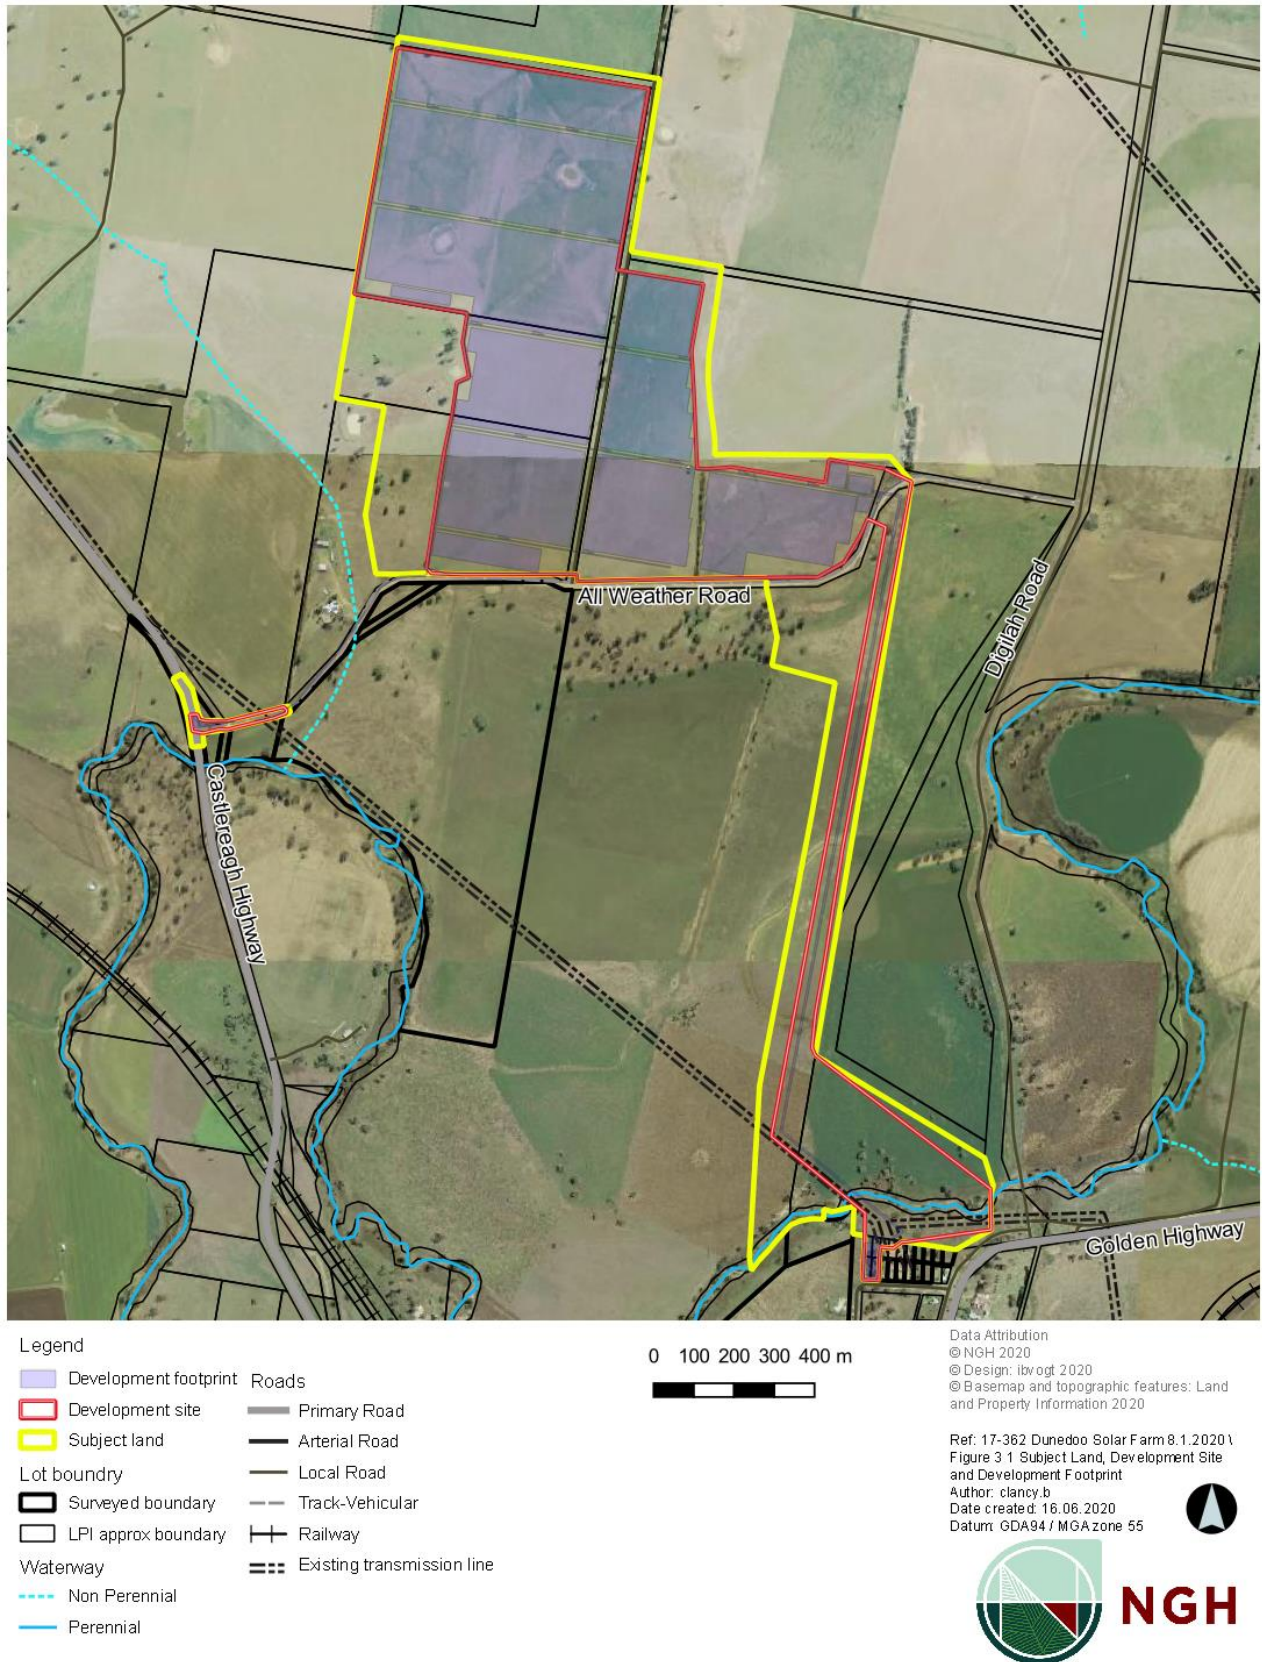 All Weather Road
Digilah Road
Castlereagh Highway
Golden Highway
Legend
Development footprint
Development site
Subject land
Lot boundry
Surveyed boundary
LPI approx boundary
Waterway
Non Perennial
Perennial
Roads
Primary Road
Arterial Road
Local Road
Track-Vehicular
Railway
Existing transmission line
0 100 200 300 400 m
Data Attribution
© NGH 2020
© Design: ibvogt 2020
© Basemap and topographic features: Land
and Property Information 2020
Ref: 17-362 Dunedoo Solar Farm 8.1.2020 \
Figure 3 1 Subject Land, Development Site
and Development Footprint
Author: clancy.b
Date created: 16.06.2020
Datum: GDA94 / MGA zone 55
NGH